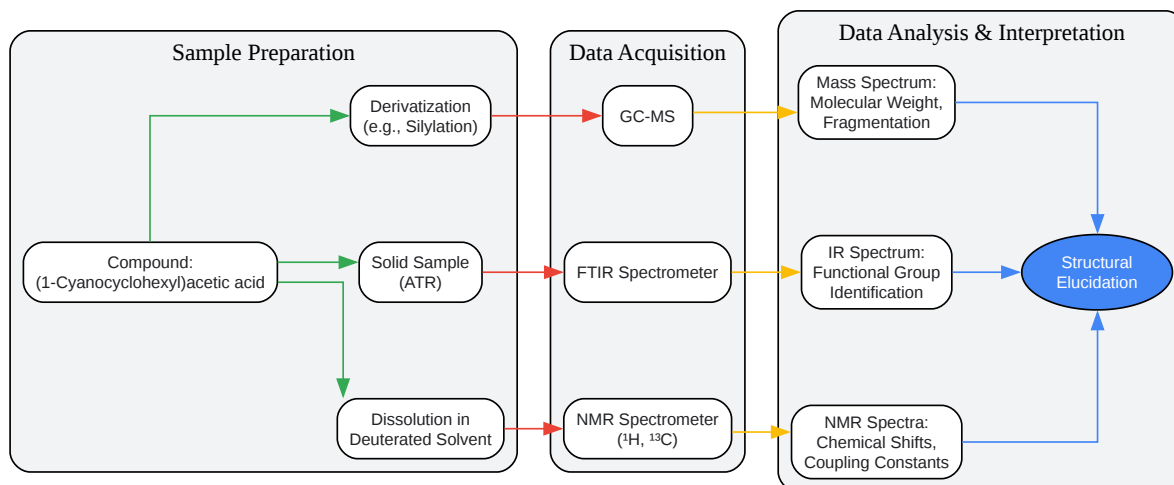 Sample Preparation
Data Acquisition
Data Analysis & Interpretation
Derivatization
(e.g., Silylation)
GC-MS
Mass Spectrum:
Molecular Weight,
Fragmentation
Compound:
(1-Cyanocyclohexyl)acetic acid
Solid Sample
(ATR)
FTIR Spectrometer
IR Spectrum:
Functional Group
Identification
Structural
Elucidation
Dissolution in
Deuterated Solvent
NMR Spectrometer
(¹H, ¹³C)
NMR Spectra:
Chemical Shifts,
Coupling Constants